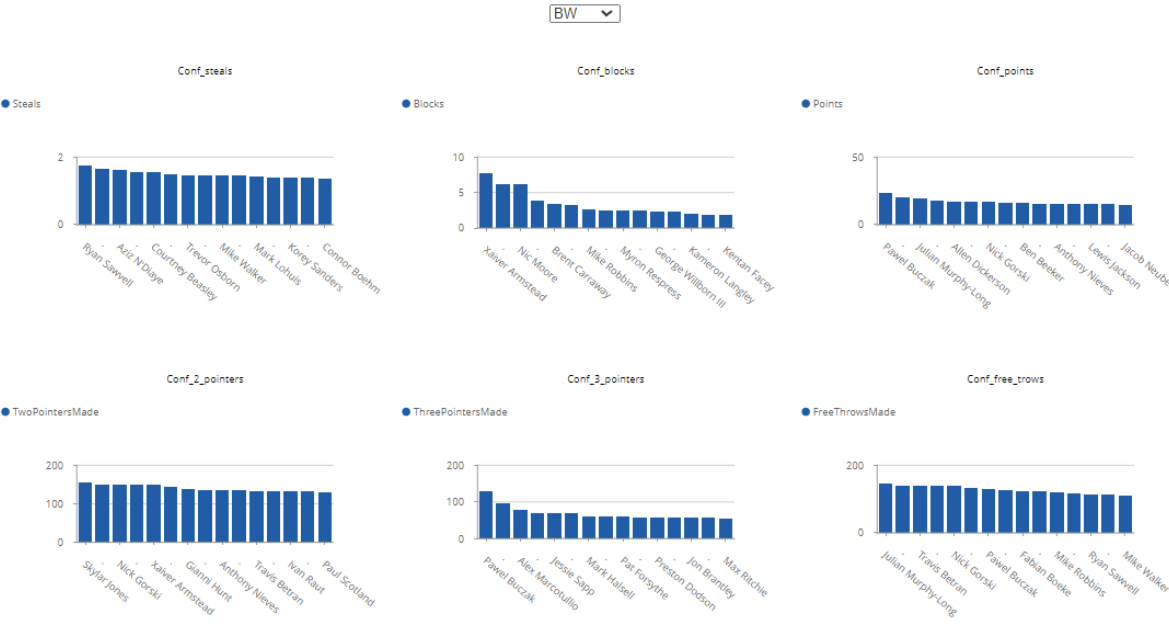 BW
Conf_steals
Steals
2
0
Ryan Sawvell
.
Aziz N'Diaye
.
Courtney Beasley
.
Trevor Osborn
.
Mike Walker
.
Mark Lohuis
.
Korey Sanders
.
Connor Boehm
Conf_blocks
Blocks
10
5
0
Xaiver Armstead
.
Nic Moore
.
Brent Carraway
.
Mike Robbins
.
Myron Respress
.
George Willborn III
.
Kameron Langley
.
Kentan Facey
Conf_points
Points
50
0
Pawel Buczak
.
Julian Murphy-Long
.
Allen Dickerson
.
Nick Gorski
.
Ben Beeker
.
Anthony Nieves
.
Lewis Jackson
.
Jacob Neube
Conf_2_pointers
TwoPointersMade
200
100
0
Skylar Jones
.
Nick Gorski
.
Xaiver Armstead
.
Gianni Hunt
.
Anthony Nieves
.
Travis Betran
.
Ivan Raut
.
Paul Scotland
Conf_3_pointers
ThreePointersMade
200
100
0
Pawel Buczak
.
Alex Marcotullio
.
Jessie Sapp
.
Mark Halsell
.
Pat Forsythe
.
Preston Dodson
.
Jon Brantley
.
Max Ritchie
Conf_free_trows
FreeThrowsMade
200
0
Julian Murphy-Long
.
Travis Betran
.
Nick Gorski
.
Pawel Buczak
.
Fabian Boeke
.
Mike Robbins
.
Ryan Sawvell
.
Mike Walker